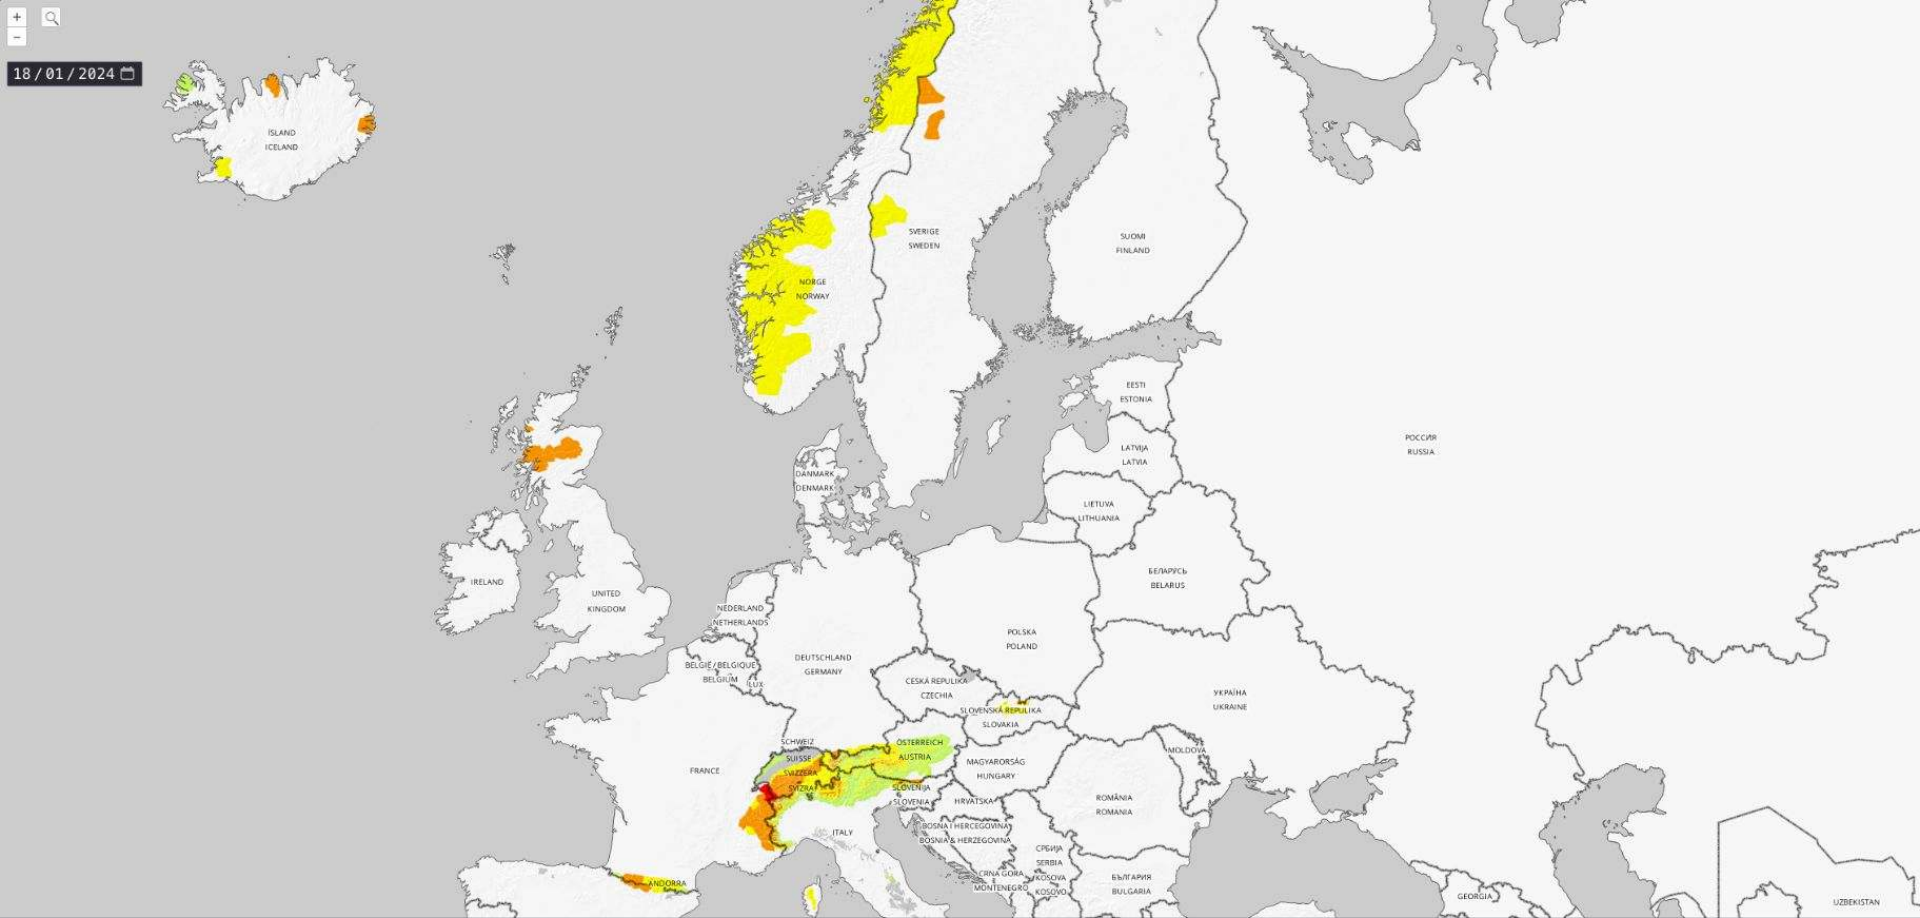 +
−
18/01/2024
ÍSLAND
ICELAND
SVERIGE
SWEDEN
SUOMI
FINLAND
NORGE
NORWAY
EESTI
ESTONIA
РОССИЯ
RUSSIA
LATVIJA
LATVIA
DANMARK
DENMARK
LIETUVA
LITHUANIA
БЕЛАРУСЬ
BELARUS
IRELAND
UNITED
KINGDOM
NEDERLAND
NETHERLANDS
POLSKA
POLAND
DEUTSCHLAND
GERMANY
BELGIË / BELGIQUE
BELGIUM
LUX
ČESKÁ REPULIKA
CZECHIA
УКРАЇНА
UKRAINE
SLOVENSKÁ REPULIKA
SLOVAKIA
SCHWEIZ
SUISSE
SVIZZERA
SVIZRA
ÖSTERREICH
AUSTRIA
MOLDOVA
FRANCE
MAGYARORSÁG
HUNGARY
SLOVENIJA
SLOVENIA
HRVATSKA
ROMÂNIA
ROMANIA
ITALY
BOSNA I HERCEGOVINA
BOSNIA & HERZEGOVINA
СРБИЈА
SERBIA
ANDORRA
CRNA GORA
MONTENEGRO
KOSOVA
KOSOVO
БЪЛГАРИЯ
BULGARIA
GEORGIA
UZBEKISTAN